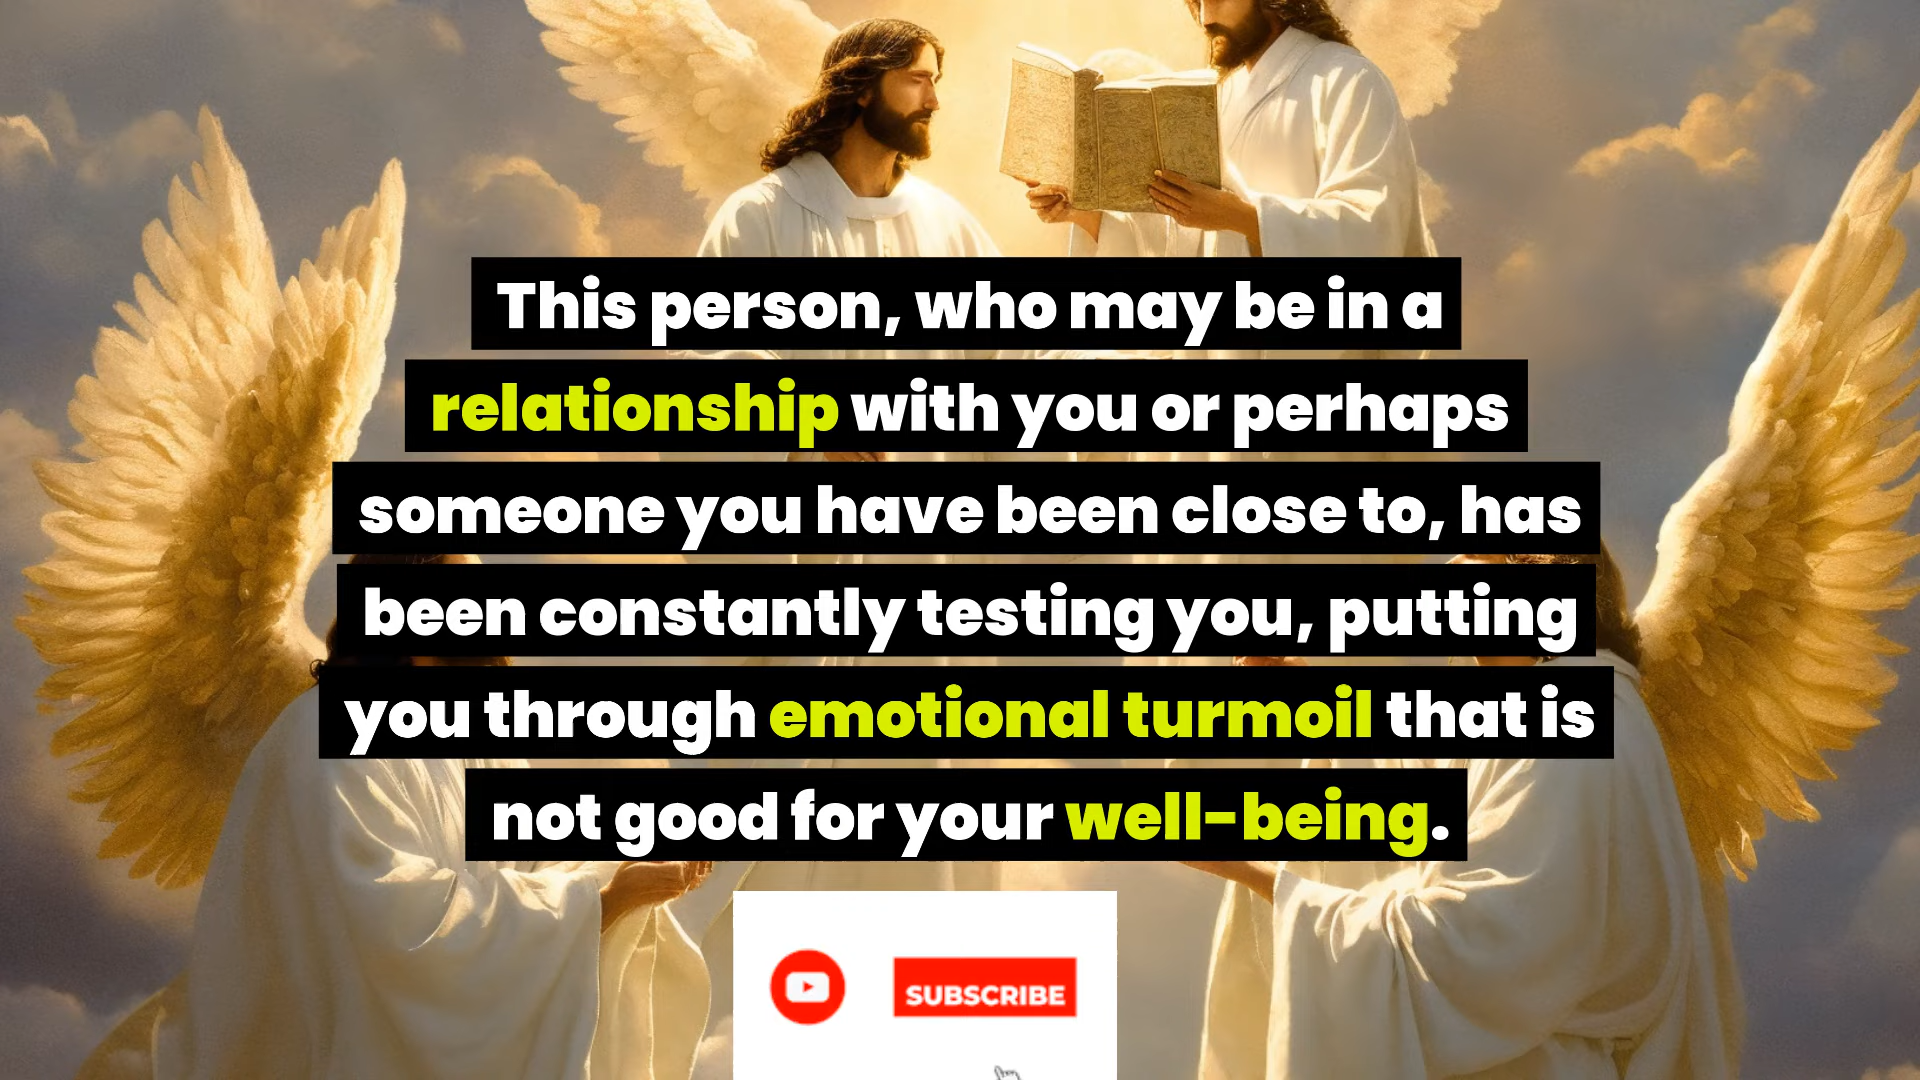 This person, who may be in a
relationship with you or perhaps
someone you have been close to, has
been constantly testing you, putting
you through emotional turmoil that is
not good for your well-being.
SUBSCRIBE